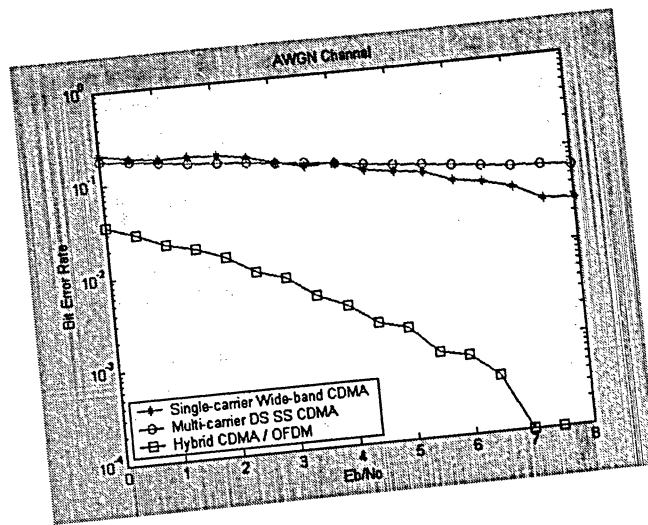 AWGN Channel
10^0
10^-1
10^-2
10^-3
10^-4
Bit Error Rate
Single-carrier Wide-band CDMA
Multi-carrier DS SS CDMA
Hybrid CDMA / OFDM
0 1 2 3 4 5 6 7 8
Eb/No